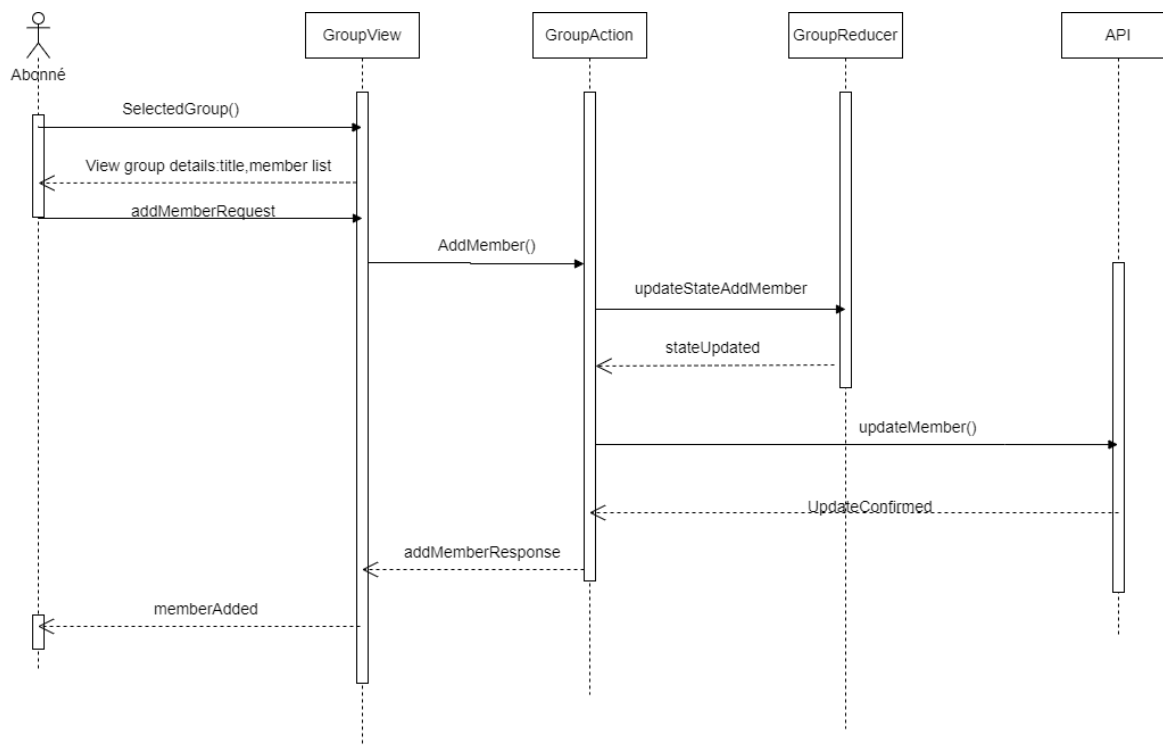 GroupView
GroupAction
GroupReducer
API
Abonné
SelectedGroup()
View group details:title,member list
addMemberRequest
AddMember()
updateStateAddMember
stateUpdated
updateMember()
UpdateConfirmed
addMemberResponse
memberAdded